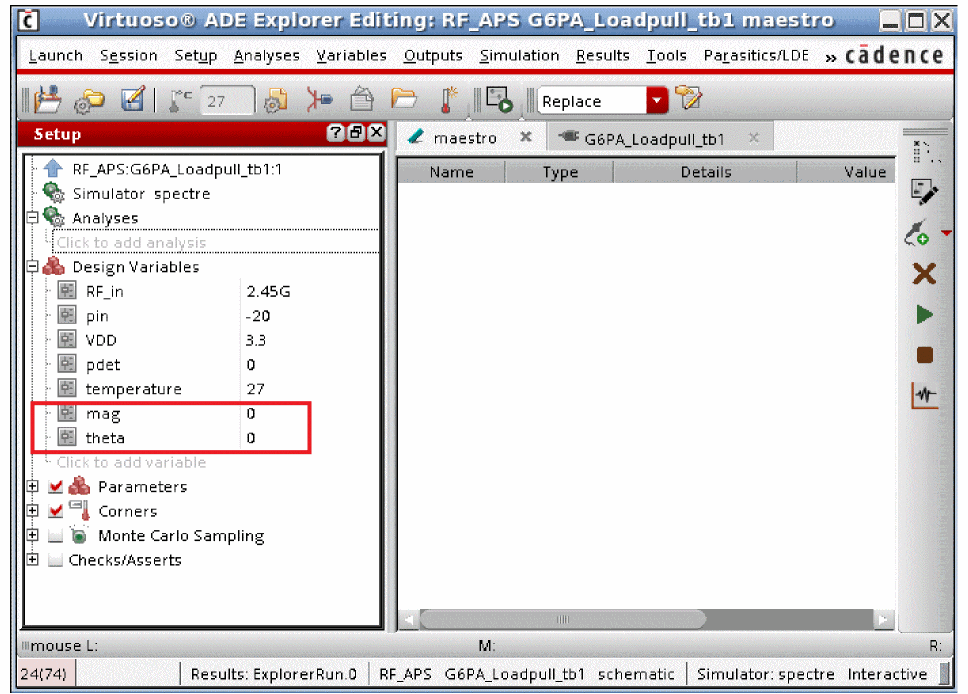 Virtuoso® ADE Explorer Editing: RF_APS G6PA_Loadpull_tb1 maestro
Launch Session Setup Analyses Variables Outputs Simulation Results Tools Parasitics/LDE » cādence
27 Replace
Setup
maestro G6PA_Loadpull_tb1
Name Type Details Value
RF_APS:G6PA_Loadpull_tb1:1
Simulator spectre
Analyses
Click to add analysis
Design Variables
RF_in 2.45G
pin -20
VDD 3.3
pdet 0
temperature 27
mag 0
theta 0
Click to add variable
Parameters
Corners
Monte Carlo Sampling
Checks/Asserts
mouse L: M: R:
24(74) Results: ExplorerRun.0 RF_APS G6PA_Loadpull_tb1 schematic Simulator: spectre Interactive